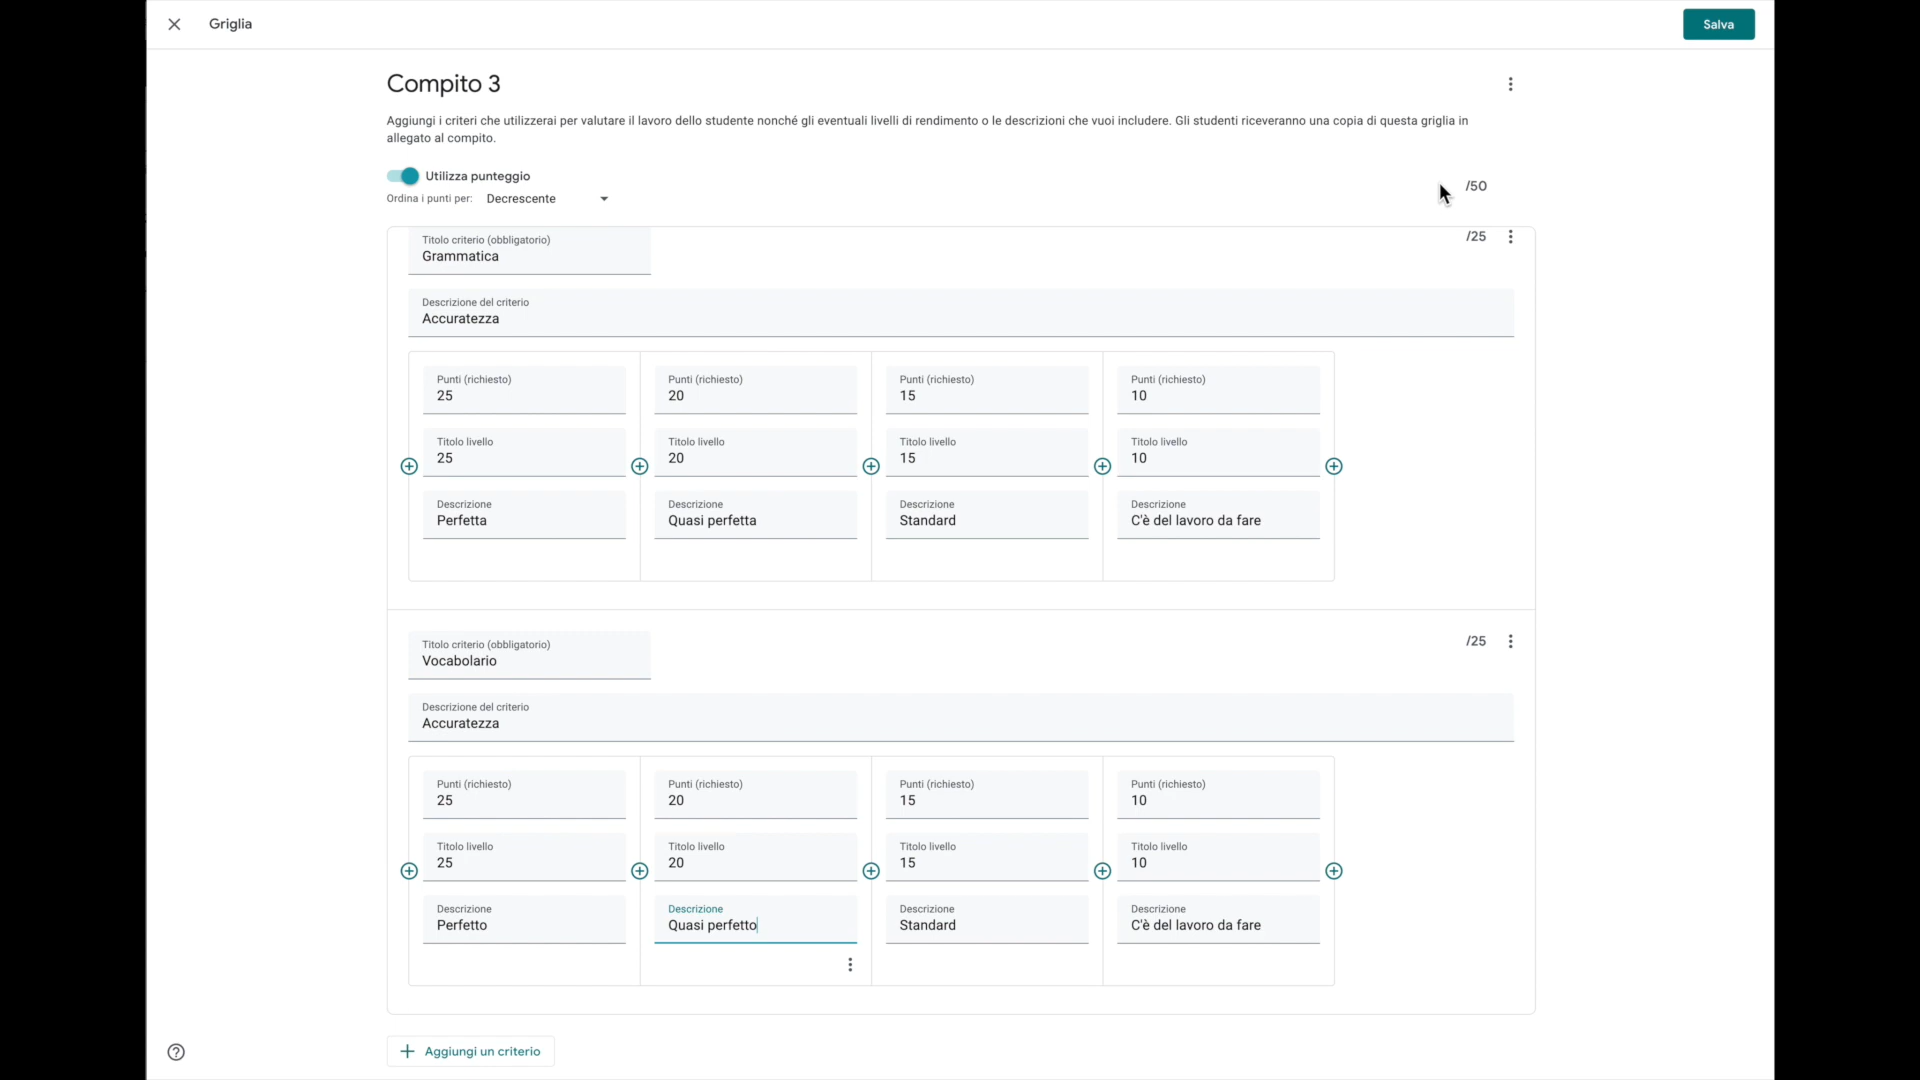 Griglia
Salva
Compito 3
Aggiungi i criteri che utilizzerai per valutare il lavoro dello studente nonché gli eventuali livelli di rendimento o le descrizioni che vuoi includere. Gli studenti riceveranno una copia di questa griglia in
allegato al compito.
Utilizza punteggio
/50
Ordina i punti per: Decrescente
Titolo criterio (obbligatorio)
/25
Grammatica
Descrizione del criterio
Accuratezza
Punti (richiesto) Punti (richiesto) Punti (richiesto) Punti (richiesto)
25 20 15 10
Titolo livello Titolo livello Titolo livello Titolo livello
25 20 15 10
Descrizione Descrizione Descrizione Descrizione
Perfetta Quasi perfetta Standard C'è del lavoro da fare
Titolo criterio (obbligatorio)
/25
Vocabolario
Descrizione del criterio
Accuratezza
Punti (richiesto) Punti (richiesto) Punti (richiesto) Punti (richiesto)
25 20 15 10
Titolo livello Titolo livello Titolo livello Titolo livello
25 20 15 10
Descrizione Descrizione Descrizione Descrizione
Perfetto Quasi perfetto Standard C'è del lavoro da fare
Aggiungi un criterio